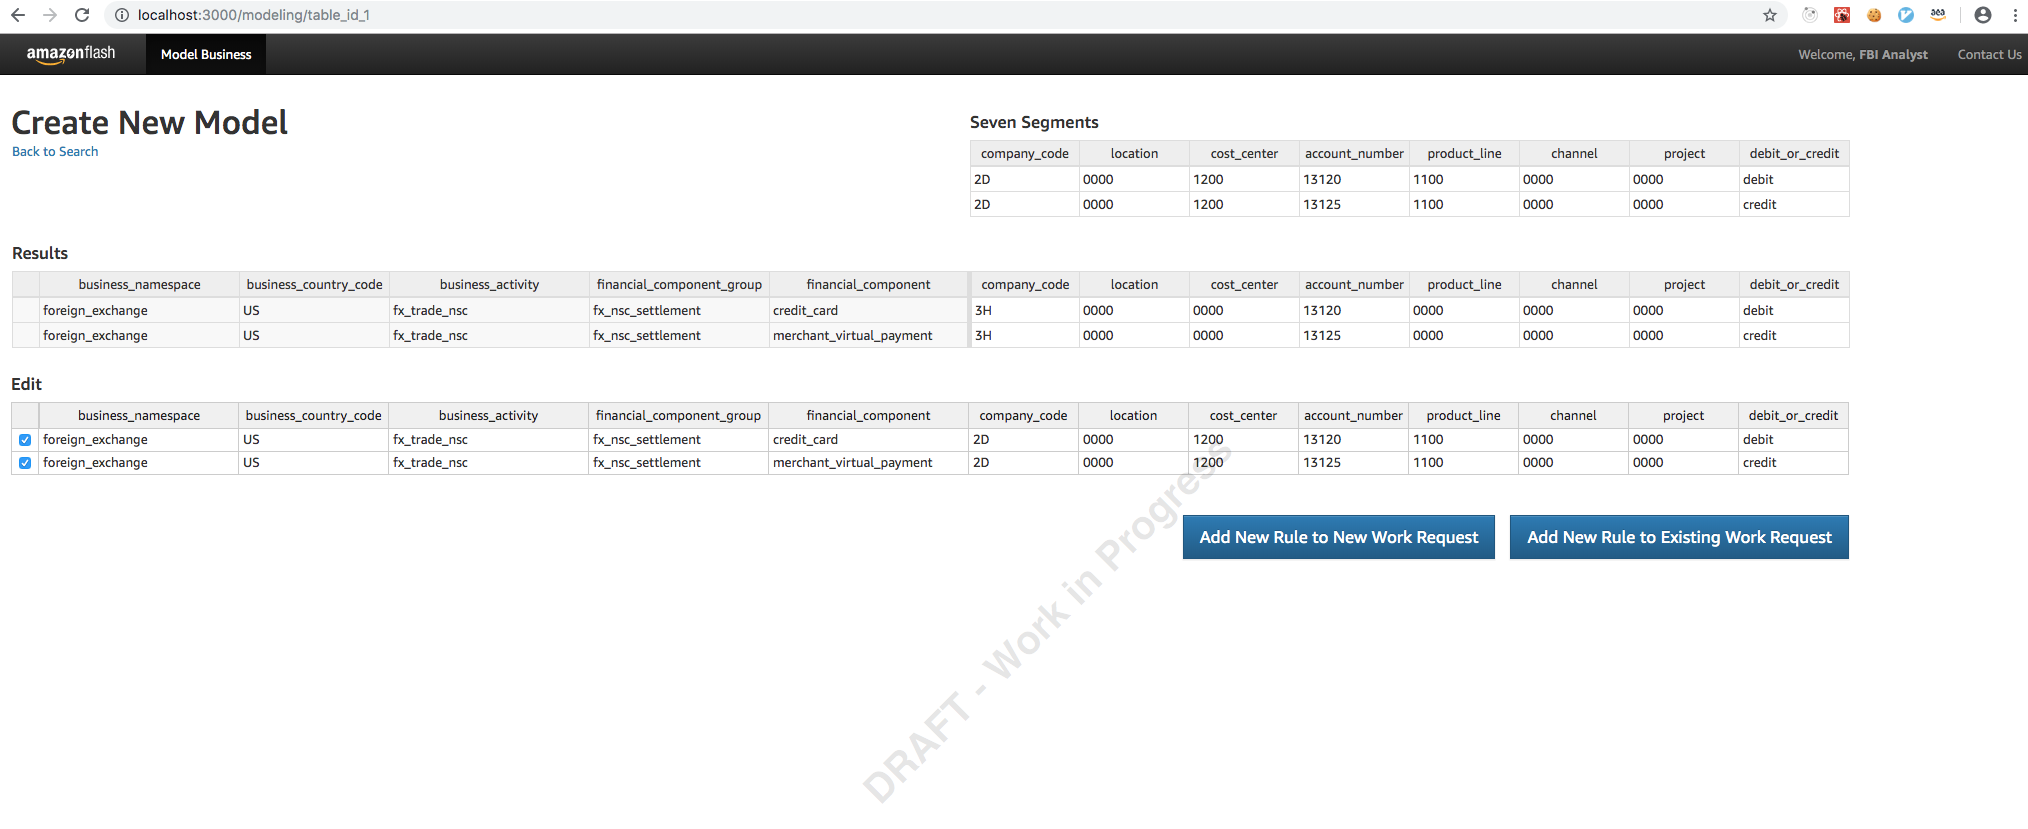 localhost:3000/modeling/table_id_1
amazonflash Model Business Welcome, FBI Analyst Contact Us
Create New Model
Back to Search
Seven Segments
company_code location cost_center account_number product_line channel project debit_or_credit
2D 0000 1200 13120 1100 0000 0000 debit
2D 0000 1200 13125 1100 0000 0000 credit
Results
business_namespace business_country_code business_activity financial_component_group financial_component company_code location cost_center account_number product_line channel project debit_or_credit
foreign_exchange US fx_trade_nsc fx_nsc_settlement credit_card 3H 0000 0000 13120 0000 0000 0000 debit
foreign_exchange US fx_trade_nsc fx_nsc_settlement merchant_virtual_payment 3H 0000 0000 13125 0000 0000 0000 credit
Edit
business_namespace business_country_code business_activity financial_component_group financial_component company_code location cost_center account_number product_line channel project debit_or_credit
foreign_exchange US fx_trade_nsc fx_nsc_settlement credit_card 2D 0000 1200 13120 1100 0000 0000 debit
foreign_exchange US fx_trade_nsc fx_nsc_settlement merchant_virtual_payment 2D 0000 1200 13125 1100 0000 0000 credit
Add New Rule to New Work Request Add New Rule to Existing Work Request
DRAFT - Work in Progress